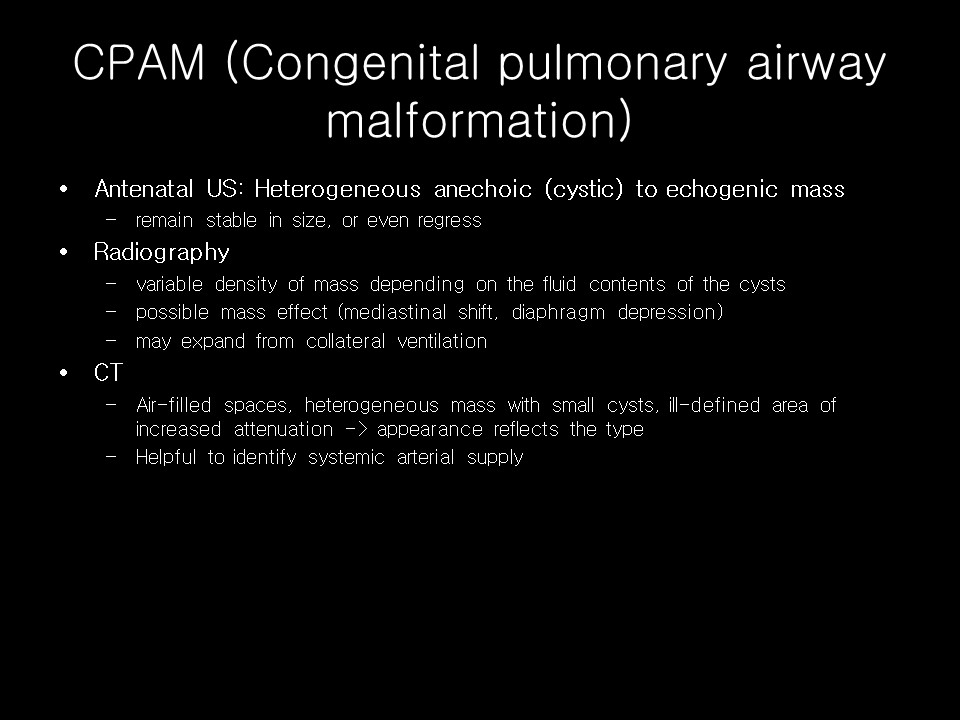 CPAM (Congenital pulmonary airway
malformation)
• Antenatal US: Heterogeneous anechoic (cystic) to echogenic mass
– remain stable in size, or even regress
• Radiography
– variable density of mass depending on the fluid contents of the cysts
– possible mass effect (mediastinal shift, diaphragm depression)
– may expand from collateral ventilation
• CT
– Air-filled spaces, heterogeneous mass with small cysts, ill-defined area of
increased attenuation -> appearance reflects the type
– Helpful to identify systemic arterial supply